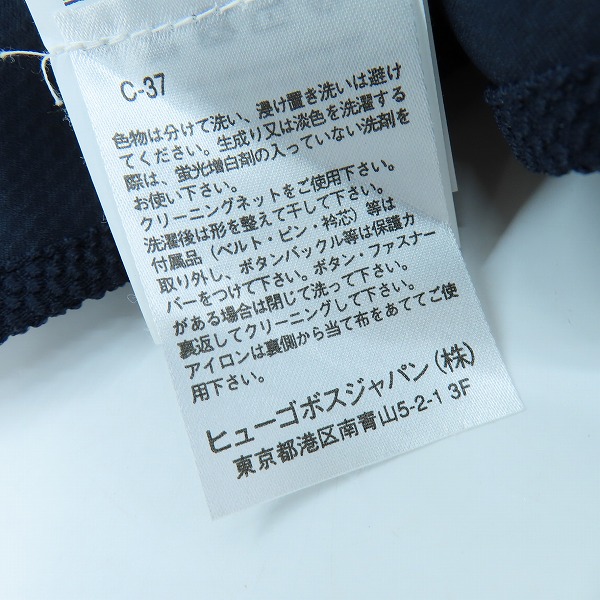 C-37
色物は分けて洗い、浸け置き洗いは避け
てください。生成り又は淡色を洗濯する
際は、蛍光増白剤の入っていない洗剤を
お使い下さい。
クリーニングネットをご使用下さい。
洗濯後は形を整えて干して下さい。
付属品（ベルト・ピン・衿芯）等は
取り外し、ボタンバックル等は保護カ
バーをつけて下さい。ボタン・ファスナー
がある場合は閉じて洗って下さい。
裏返してクリーニングして下さい。
アイロンは裏側から当て布をあててご使
用下さい。
ヒューゴボスジャパン（株）
東京都港区南青山5-2-1 3F